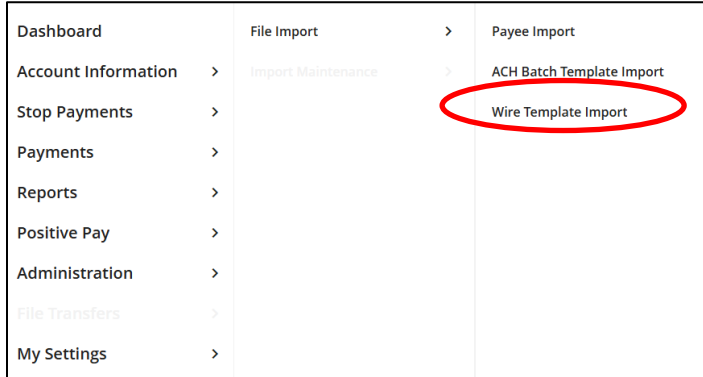 Dashboard
Account Information
Stop Payments
Payments
Reports
Positive Pay
Administration
File Transfers
My Settings
File Import
Import Maintenance
Payee Import
ACH Batch Template Import
Wire Template Import